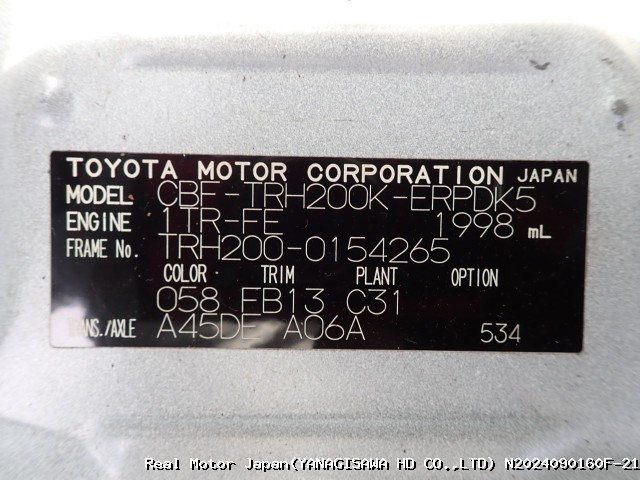 TOYOTA MOTOR CORPORATION JAPAN
MODEL CBF-TRH200K-ERPDK5
ENGINE 1TR-FE 1998 mL
FRAME No. TRH200-0154265
COLOR TRIM PLANT OPTION
058 FB13 C31
TRANS./AXLE A45DE A06A 534
Real Motor Japan(YANAGISAWA HD CO.,LTD) N2024090160F-21